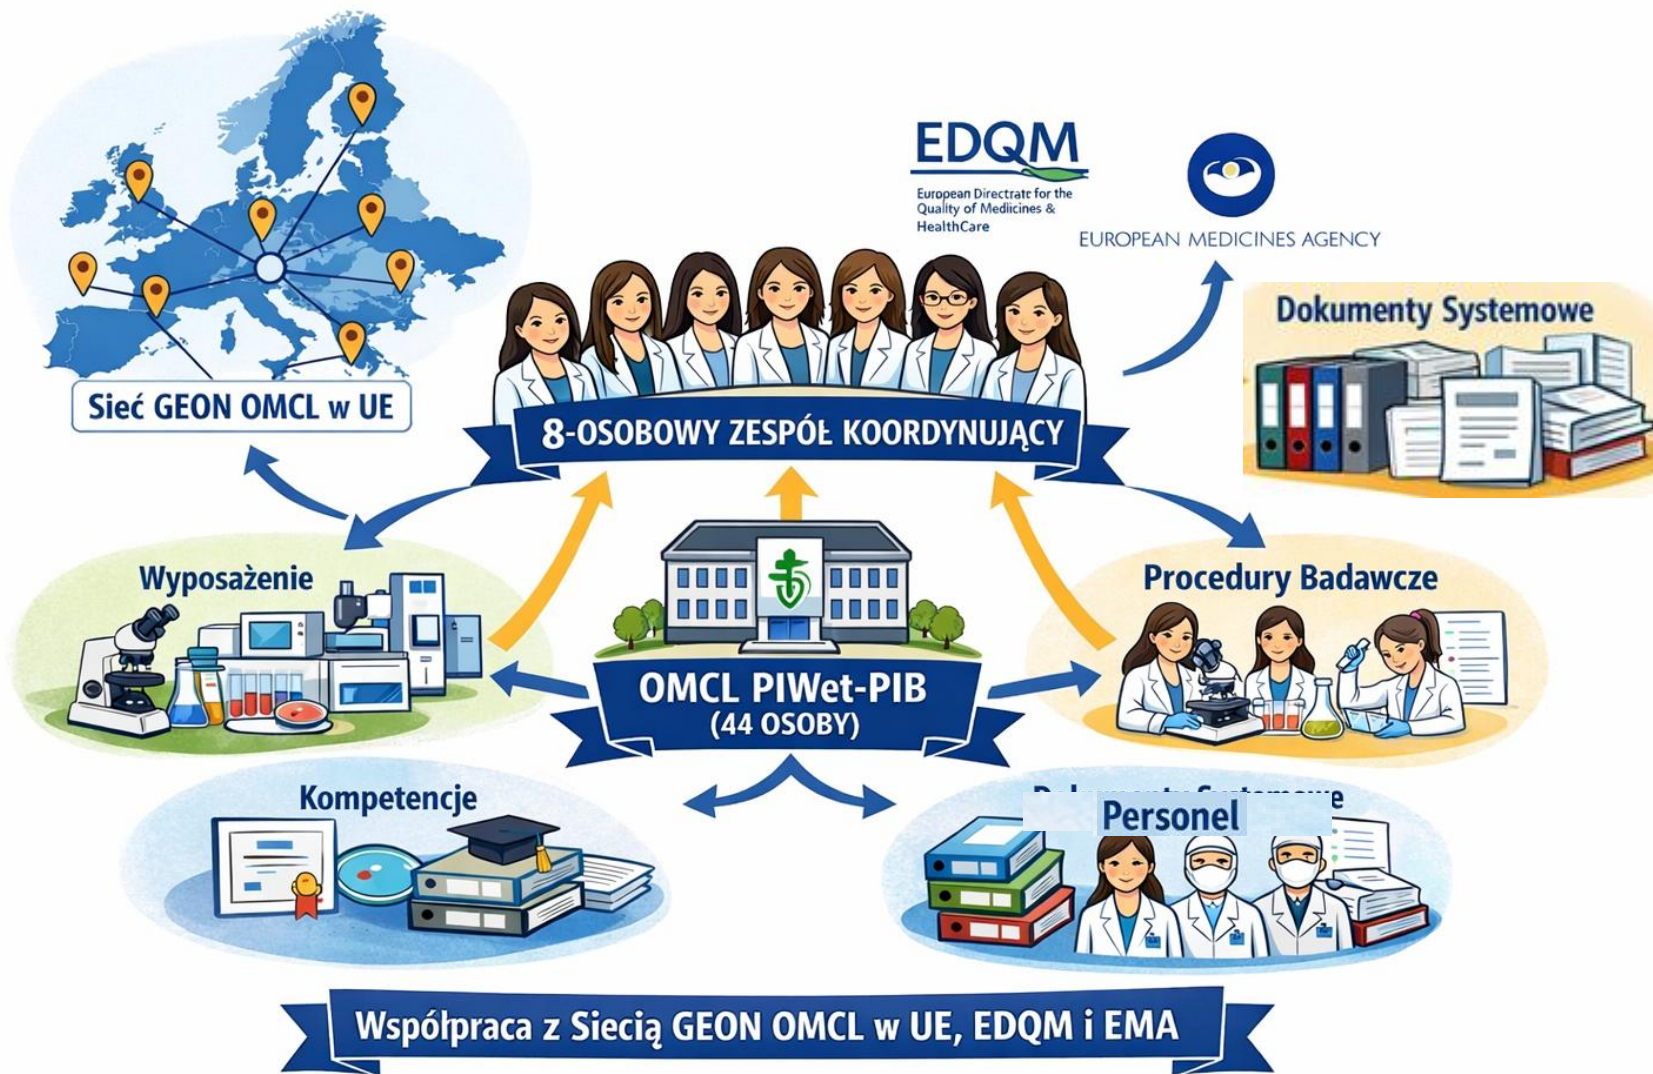 EDQM
European Directrate for the
Quality of Medicines &
HealthCare
EUROPEAN MEDICINES AGENCY
Dokumenty Systemowe
Sieć GEON OMCL w UE
8-OSOBOWY ZESPÓŁ KOORDYNUJĄCY
Wyposażenie
Procedury Badawcze
OMCL PIWet-PIB
(44 OSOBY)
Kompetencje
Personel
Współpraca z Siecią GEON OMCL w UE, EDQM i EMA